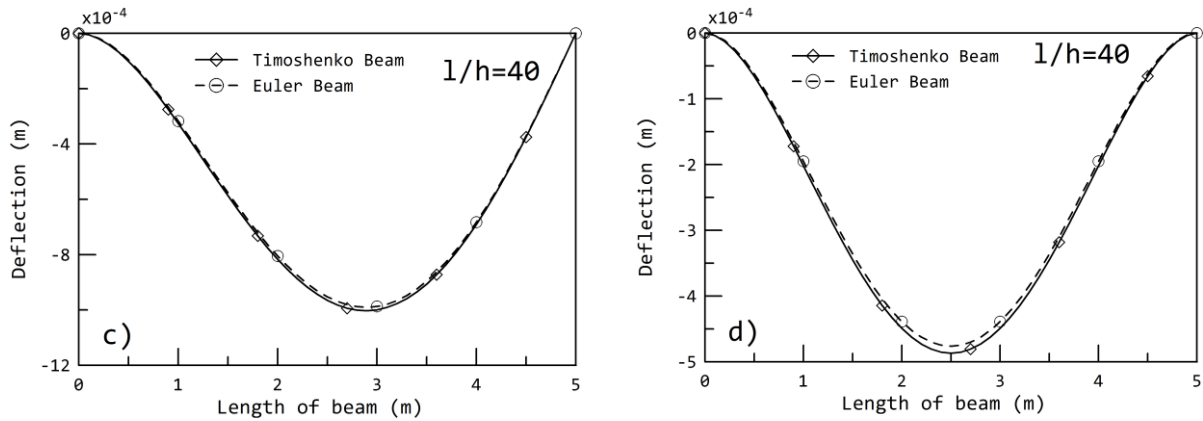 x10⁻⁴
0
-4
-8
-12
Deflection (m)
Timoshenko Beam
Euler Beam
l/h=40
c)
0 1 2 3 4 5
Length of beam (m)
x10⁻⁴
0
-1
-2
-3
-4
-5
Deflection (m)
Timoshenko Beam
Euler Beam
l/h=40
d)
0 1 2 3 4 5
Length of beam (m)